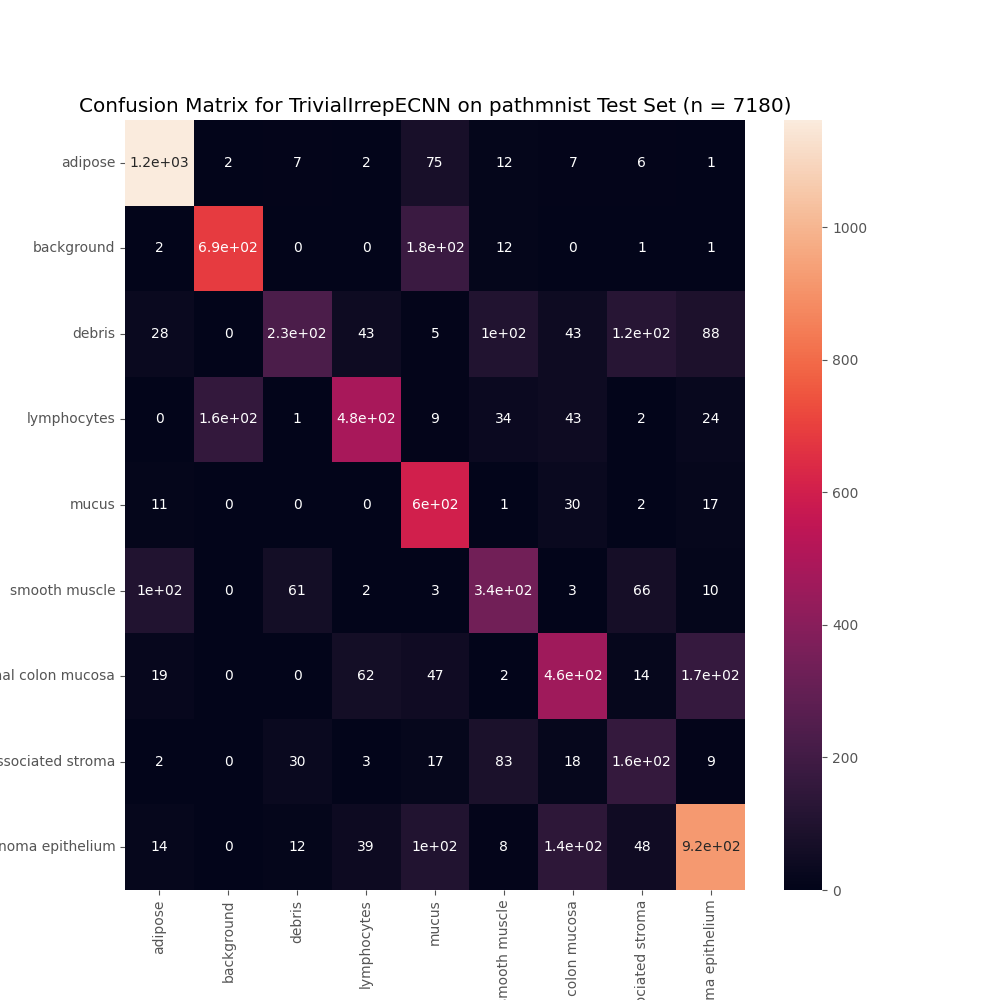 Confusion Matrix for TrivialIrrepECNN on pathmnist Test Set (n = 7180)
adipose 1.2e+03 2 7 2 75 12 7 6 1
background 2 6.9e+02 0 0 1.8e+02 12 0 1 1
debris 28 0 2.3e+02 43 5 1e+02 43 1.2e+02 88
lymphocytes 0 1.6e+02 1 4.8e+02 9 34 43 2 24
mucus 11 0 0 0 6e+02 1 30 2 17
smooth muscle 1e+02 0 61 2 3 3.4e+02 3 66 10
al colon mucosa 19 0 0 62 47 2 4.6e+02 14 1.7e+02
ssociated stroma 2 0 30 3 17 83 18 1.6e+02 9
noma epithelium 14 0 12 39 1e+02 8 1.4e+02 48 9.2e+02
adipose
background
debris
lymphocytes
mucus
mooth muscle
colon mucosa
ciated stroma
ma epithelium
1000
800
600
400
200
0